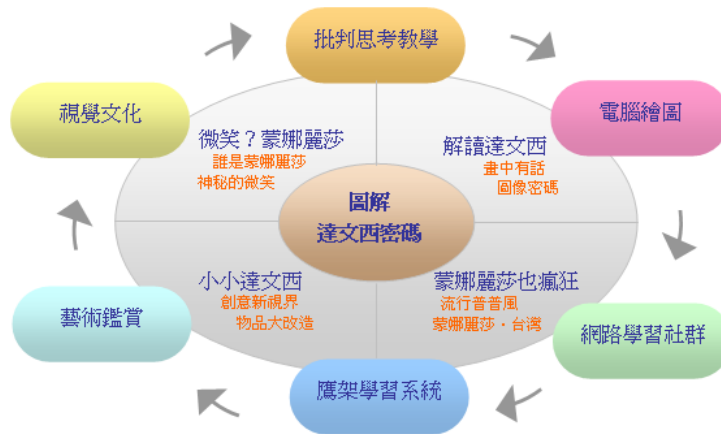 批判思考教學
視覺文化
電腦繪圖
微笑？蒙娜麗莎
誰是蒙娜麗莎
神秘的微笑
解讀達文西
畫中有話
圖像密碼
圖解
達文西密碼
小小達文西
創意新視界
物品大改造
蒙娜麗莎也瘋狂
流行普普風
蒙娜麗莎・台灣
藝術鑑賞
網路學習社群
鷹架學習系統